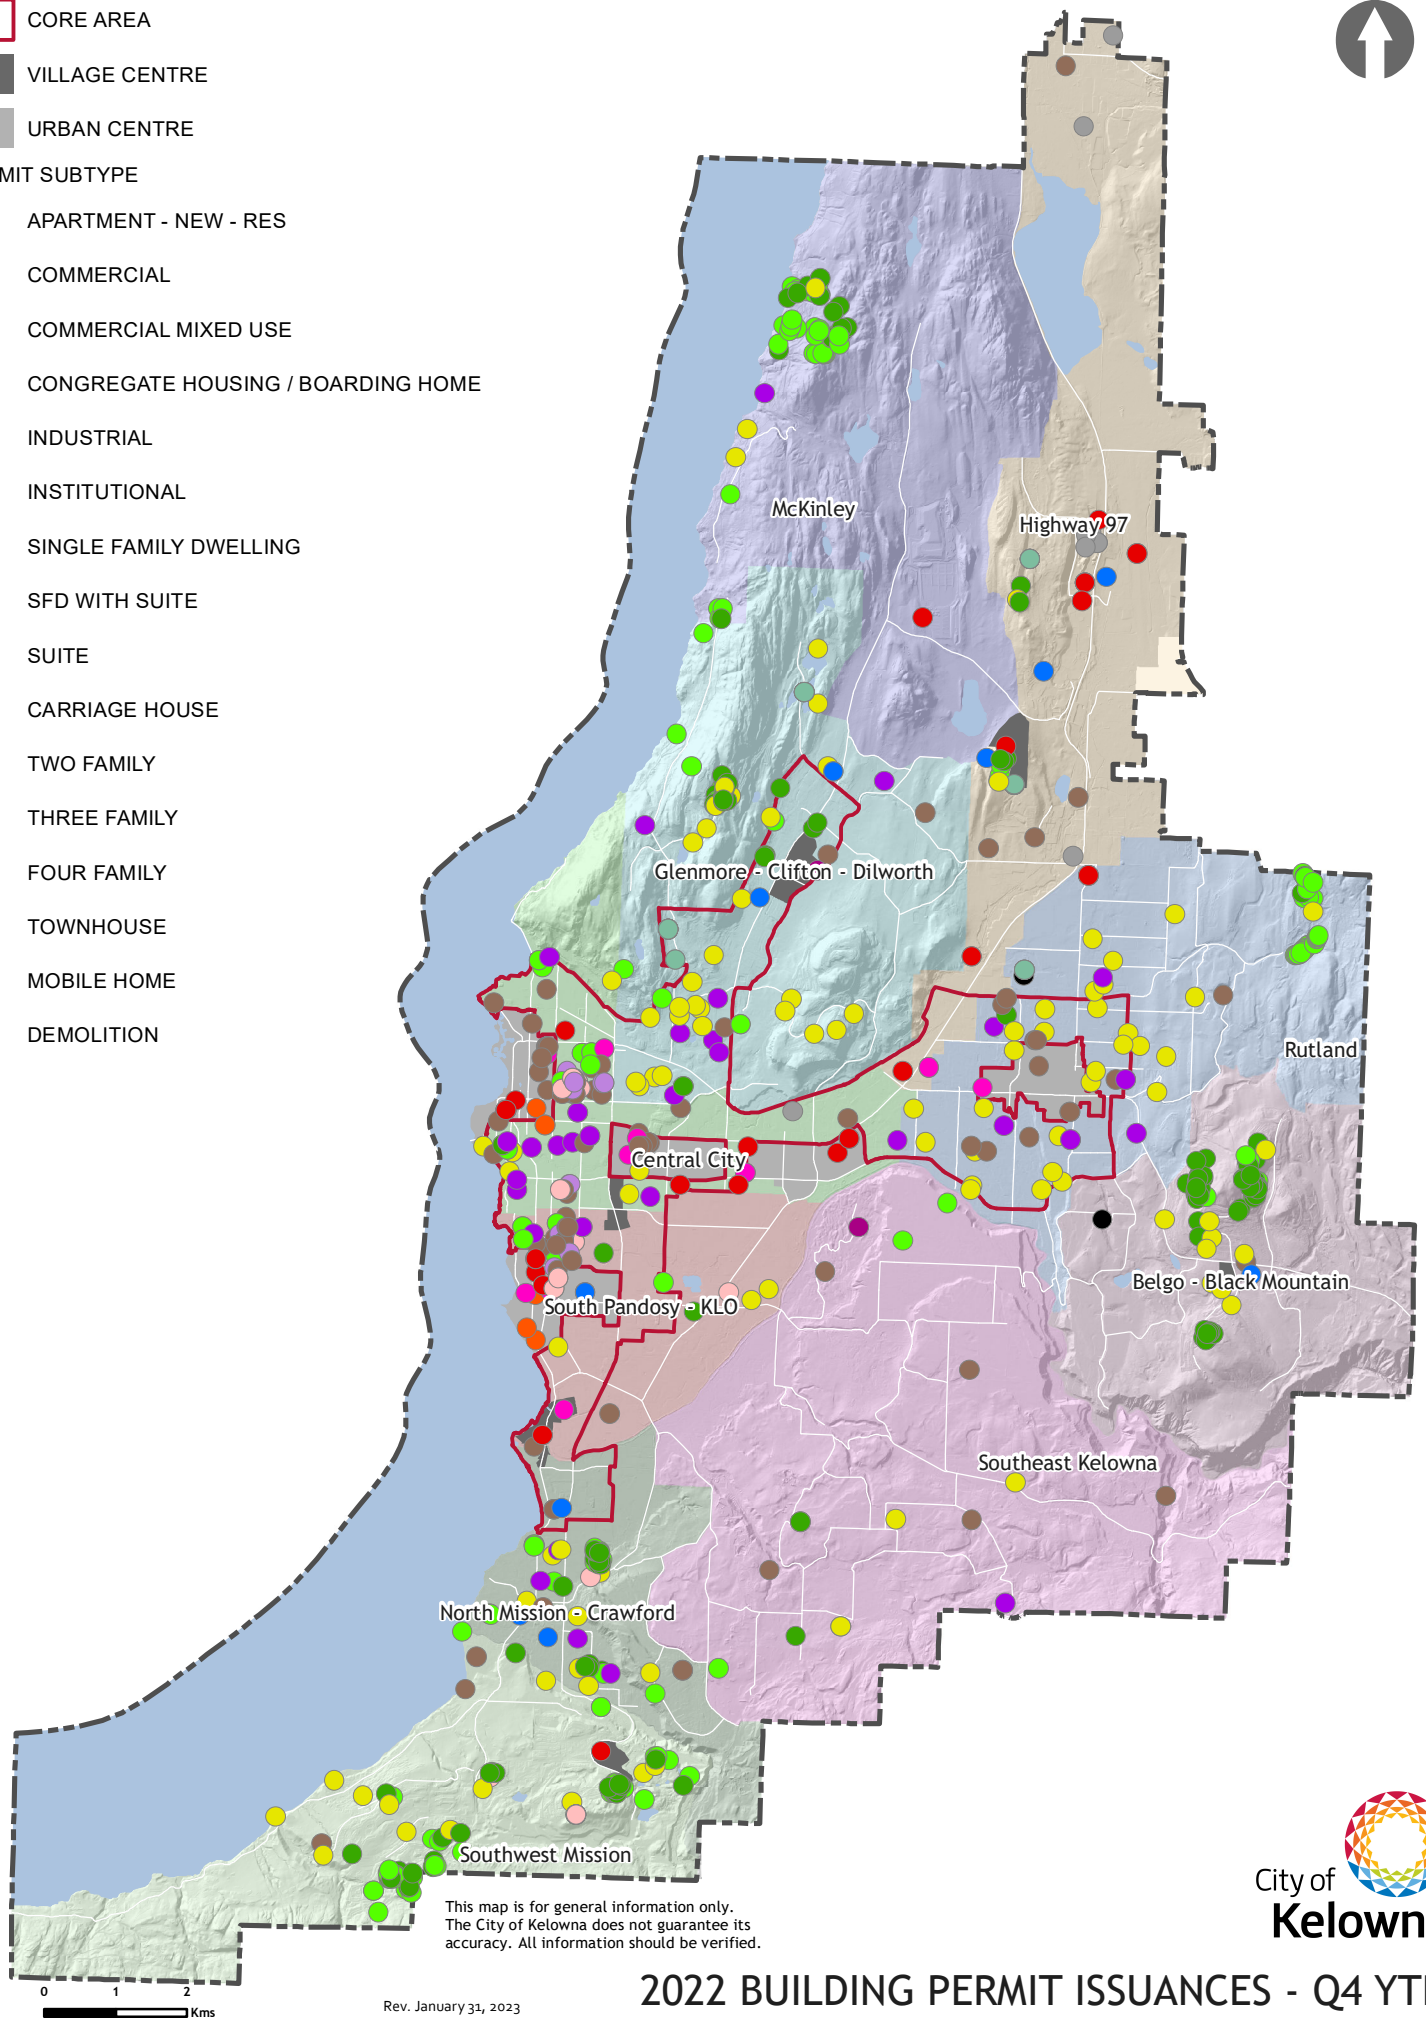 CORE AREA
VILLAGE CENTRE
URBAN CENTRE
MIT SUBTYPE
APARTMENT - NEW - RES
COMMERCIAL
COMMERCIAL MIXED USE
CONGREGATE HOUSING / BOARDING HOME
INDUSTRIAL
INSTITUTIONAL
SINGLE FAMILY DWELLING
SFD WITH SUITE
SUITE
CARRIAGE HOUSE
TWO FAMILY
THREE FAMILY
FOUR FAMILY
TOWNHOUSE
MOBILE HOME
DEMOLITION
McKinley
Highway 97
Glenmore - Clifton - Dilworth
Rutland
Central City
Belgo - Black Mountain
South Pandosy - KLO
Southeast Kelowna
North Mission - Crawford
Southwest Mission
This map is for general information only.
The City of Kelowna does not guarantee its
accuracy. All information should be verified.
City of
Kelown
2022 BUILDING PERMIT ISSUANCES - Q4 YT
0 1 2
Kms
Rev. January 31, 2023